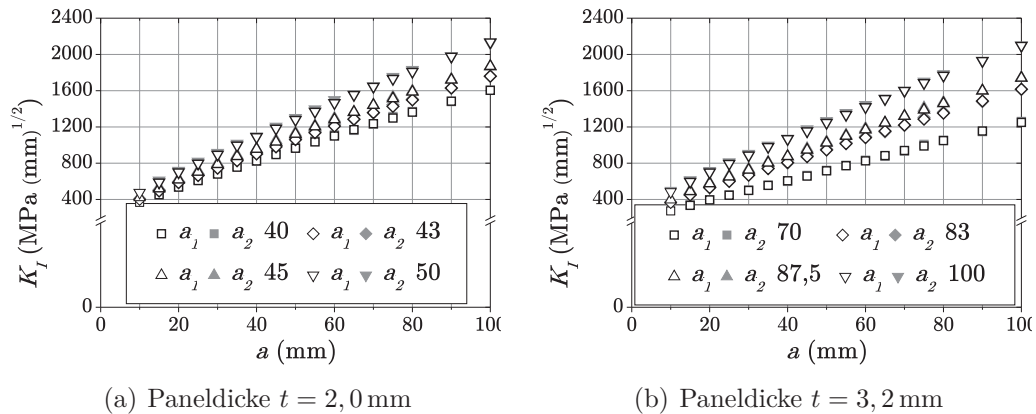 2400
2000
1600
1200
800
400
0
K_I (MPa (mm)^{1/2})
a_1 a_2 40 a_1 a_2 43
a_1 a_2 45 a_1 a_2 50
0 20 40 60 80 100
a (mm)
(a) Paneldicke t = 2, 0 mm
2400
2000
1600
1200
800
400
0
K_I (MPa (mm)^{1/2})
a_1 a_2 70 a_1 a_2 83
a_1 a_2 87,5 a_1 a_2 100
0 20 40 60 80 100
a (mm)
(b) Paneldicke t = 3, 2 mm